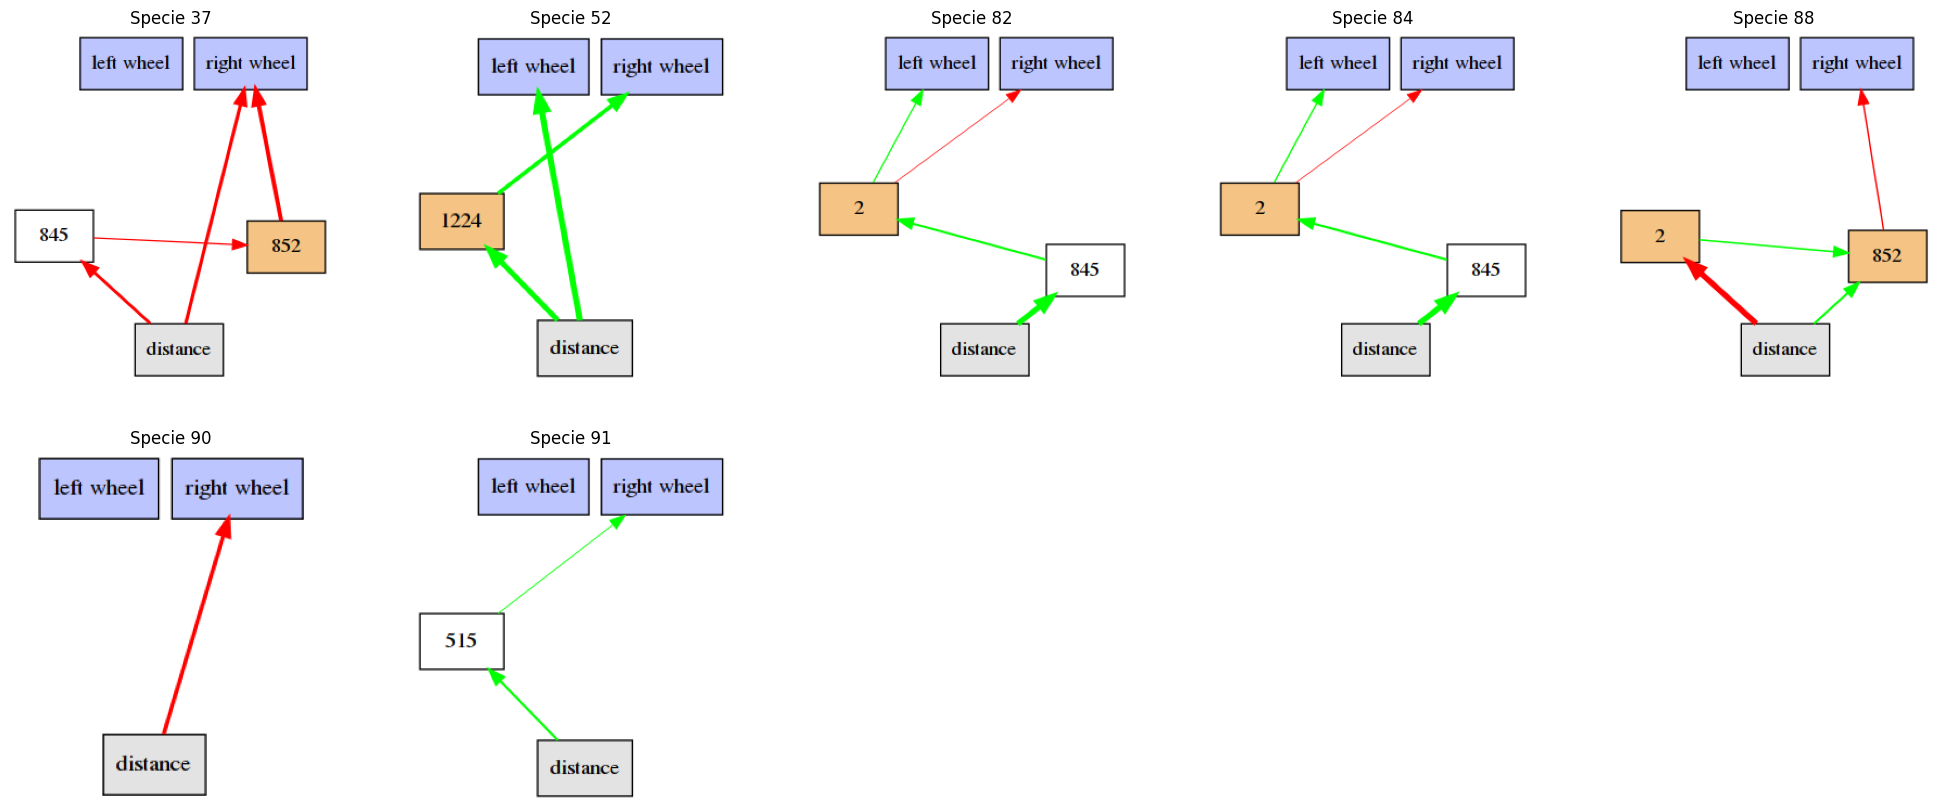 Specie 37
left wheel
right wheel
845
852
distance
Specie 52
left wheel
right wheel
1224
distance
Specie 82
left wheel
right wheel
2
845
distance
Specie 84
left wheel
right wheel
2
845
distance
Specie 88
left wheel
right wheel
2
852
distance
Specie 90
left wheel
right wheel
distance
Specie 91
left wheel
right wheel
515
distance